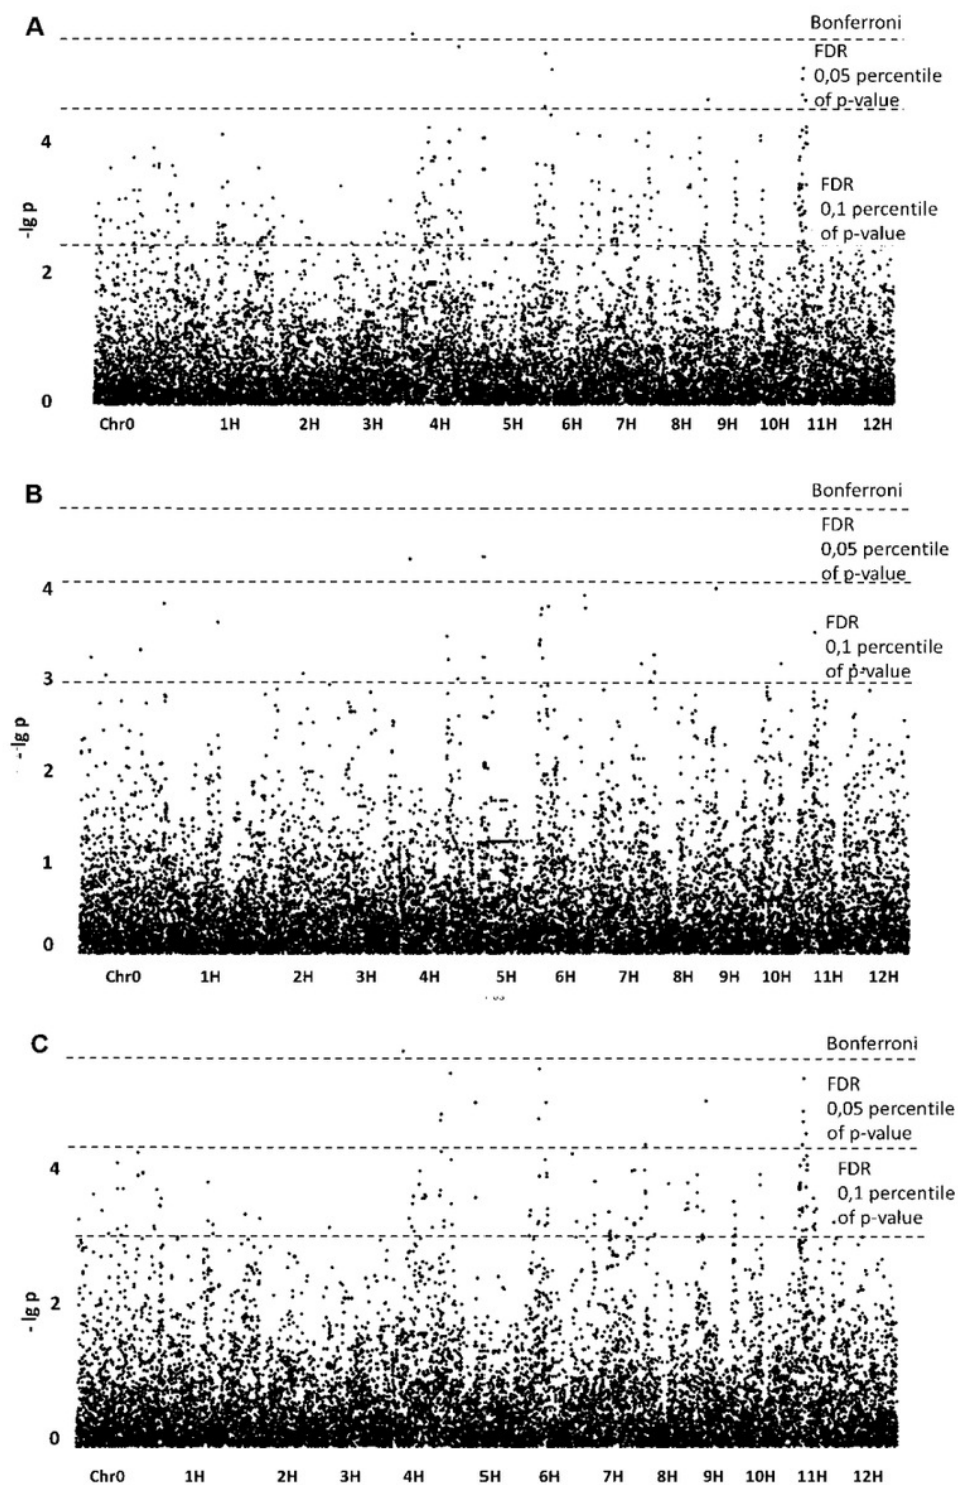 A
Bonferroni
FDR
0,05 percentile
of p-value
4
FDR
0,1 percentile
of p-value
-lg p
2
0
Chr0 1H 2H 3H 4H 5H 6H 7H 8H 9H 10H 11H 12H
B
Bonferroni
FDR
0,05 percentile
of p-value
4
FDR
0,1 percentile
of p-value
3
-lg p
2
1
0
Chr0 1H 2H 3H 4H 5H 6H 7H 8H 9H 10H 11H 12H
C
Bonferroni
FDR
0,05 percentile
of p-value
4
FDR
0,1 percentile
of p-value
- lg p
2
0
Chr0 1H 2H 3H 4H 5H 6H 7H 8H 9H 10H 11H 12H